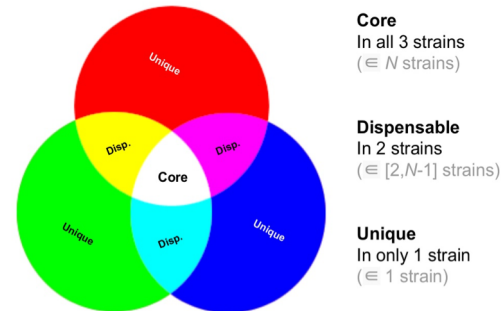 Unique
Disp.
Disp.
Core
Unique
Disp.
Unique
Core
In all 3 strains
(∈ N strains)
Dispensable
In 2 strains
(∈ [2,N-1] strains)
Unique
In only 1 strain
(∈ 1 strain)